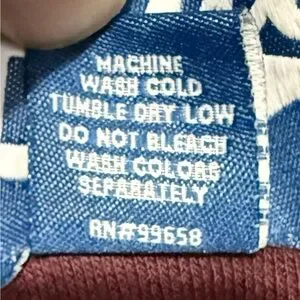 MACHINE
WASH COLD
TUMBLE DRY LOW
DO NOT BLEACH
WASH COLORS
SEPARATELY
RN#99658